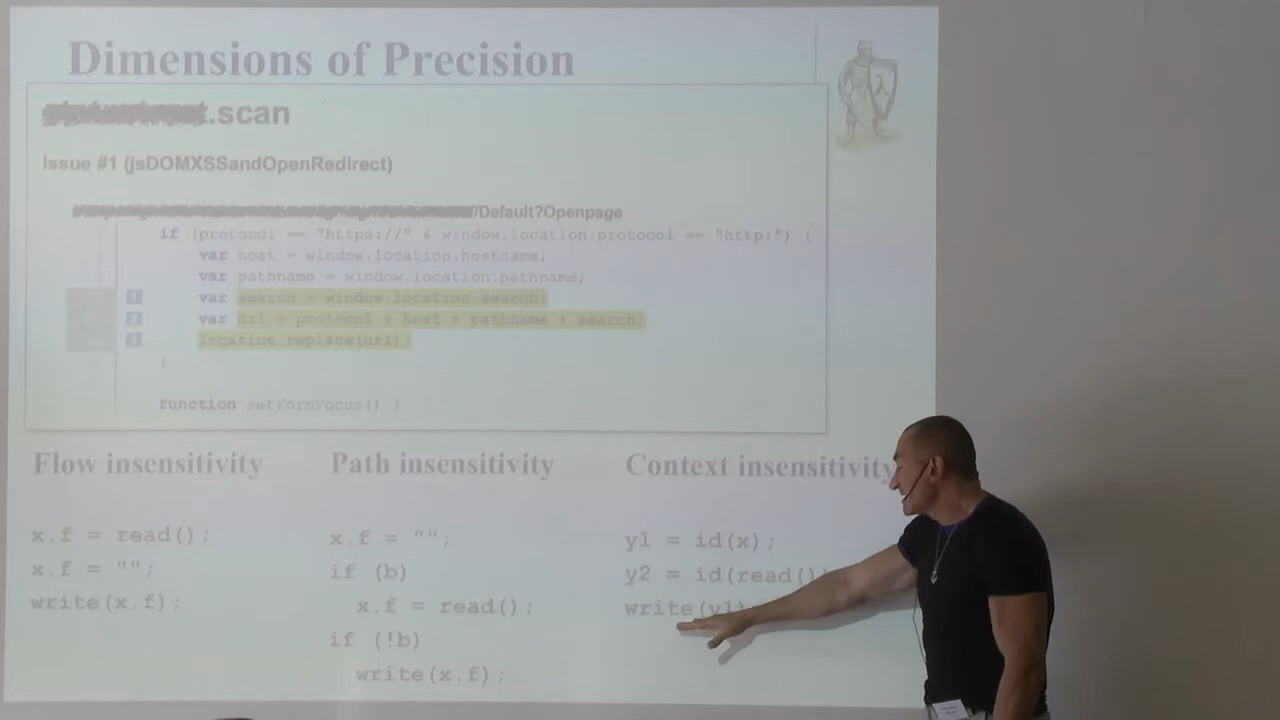 Dimensions of Precision
.scan
Issue #1 (jsDOMXSSandOpenRedirect)
/Default?Openpage
if (protocol == "https://" & window.location.protocol == "http:") {
var host = window.location.hostname;
var pathname = window.location.pathname;
1 var search = window.location.search;
2 var url = protocol + host + pathname + search;
3 location.replace(url);
}
function setFormFocus() {
λ
Flow insensitivity
x.f = read();
x.f = "";
write(x.f);
Path insensitivity
x.f = "";
if (b)
x.f = read();
if (!b)
write(x.f);
Context insensitivity
y1 = id(x);
y2 = id(read()
write(y1)